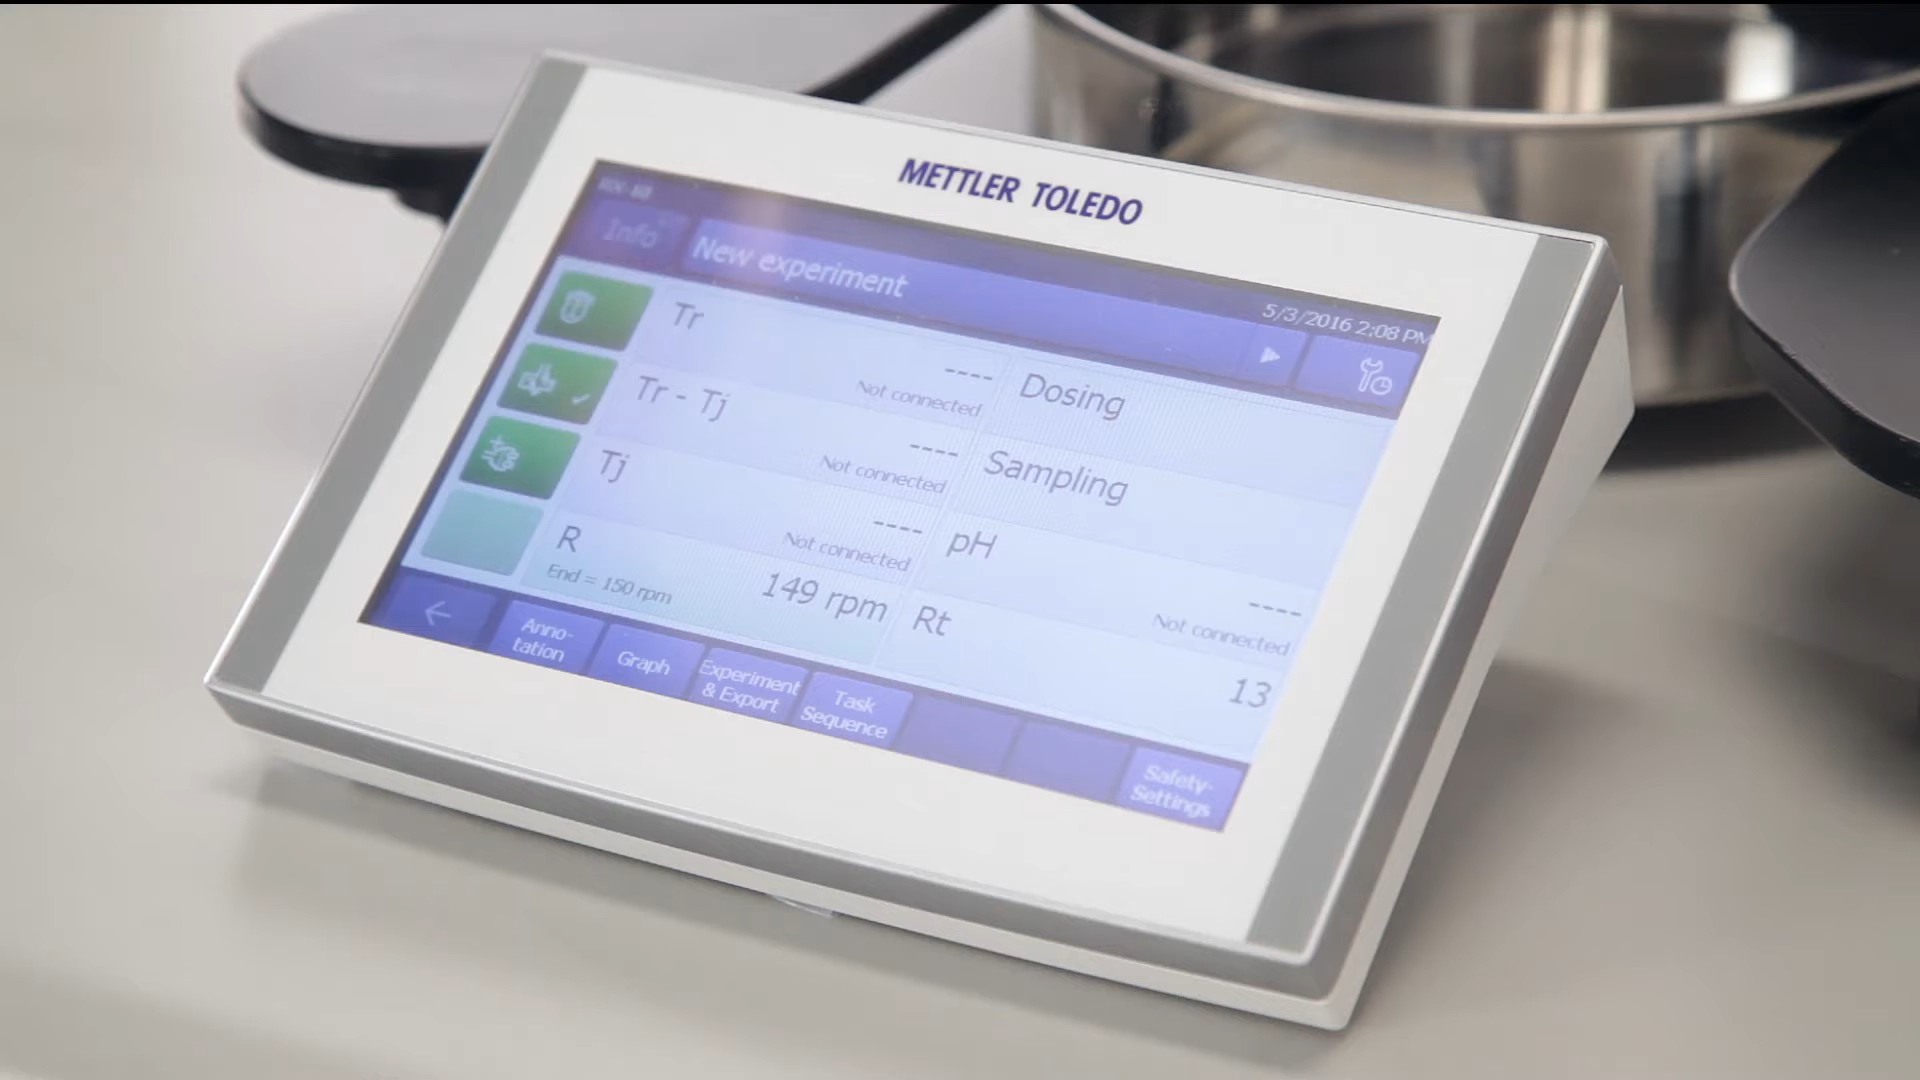 METTLER TOLEDO
Info
New experiment
5/3/2016 2:08 PM
Tr
----
Not connected
Tr - Tj
----
Not connected
Tj
----
Not connected
R
End = 150 rpm
149 rpm
Dosing
Sampling
pH
----
Not connected
Rt
13
Anno-
tation
Graph
Experiment
& Export
Task
Sequence
Safety-
Settings